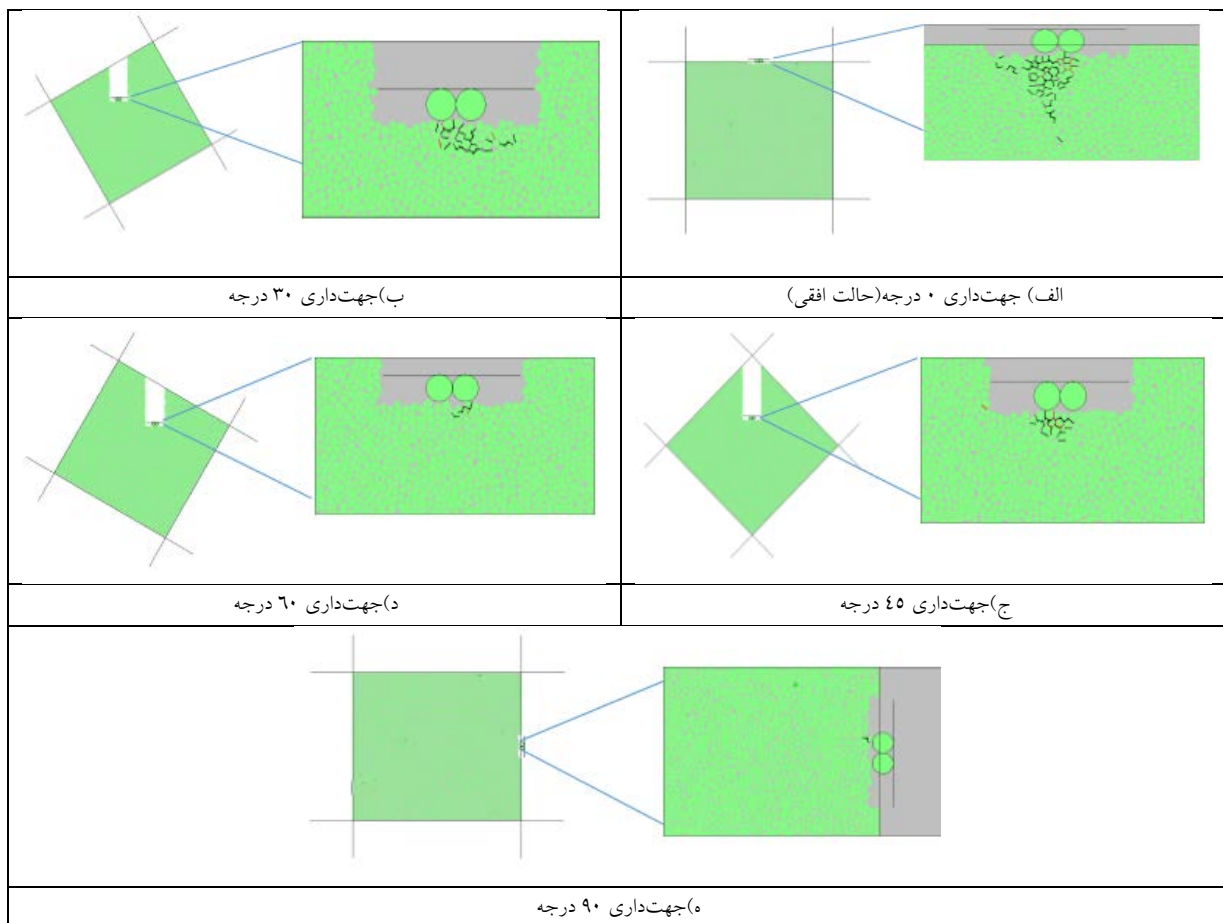 الف) جهت‌داری ۰ درجه(حالت افقی)
ب)جهت‌داری ۳۰ درجه
ج)جهت‌داری ٤٥ درجه
د)جهت‌داری ٦٠ درجه
ه)جهت‌داری ۹۰ درجه